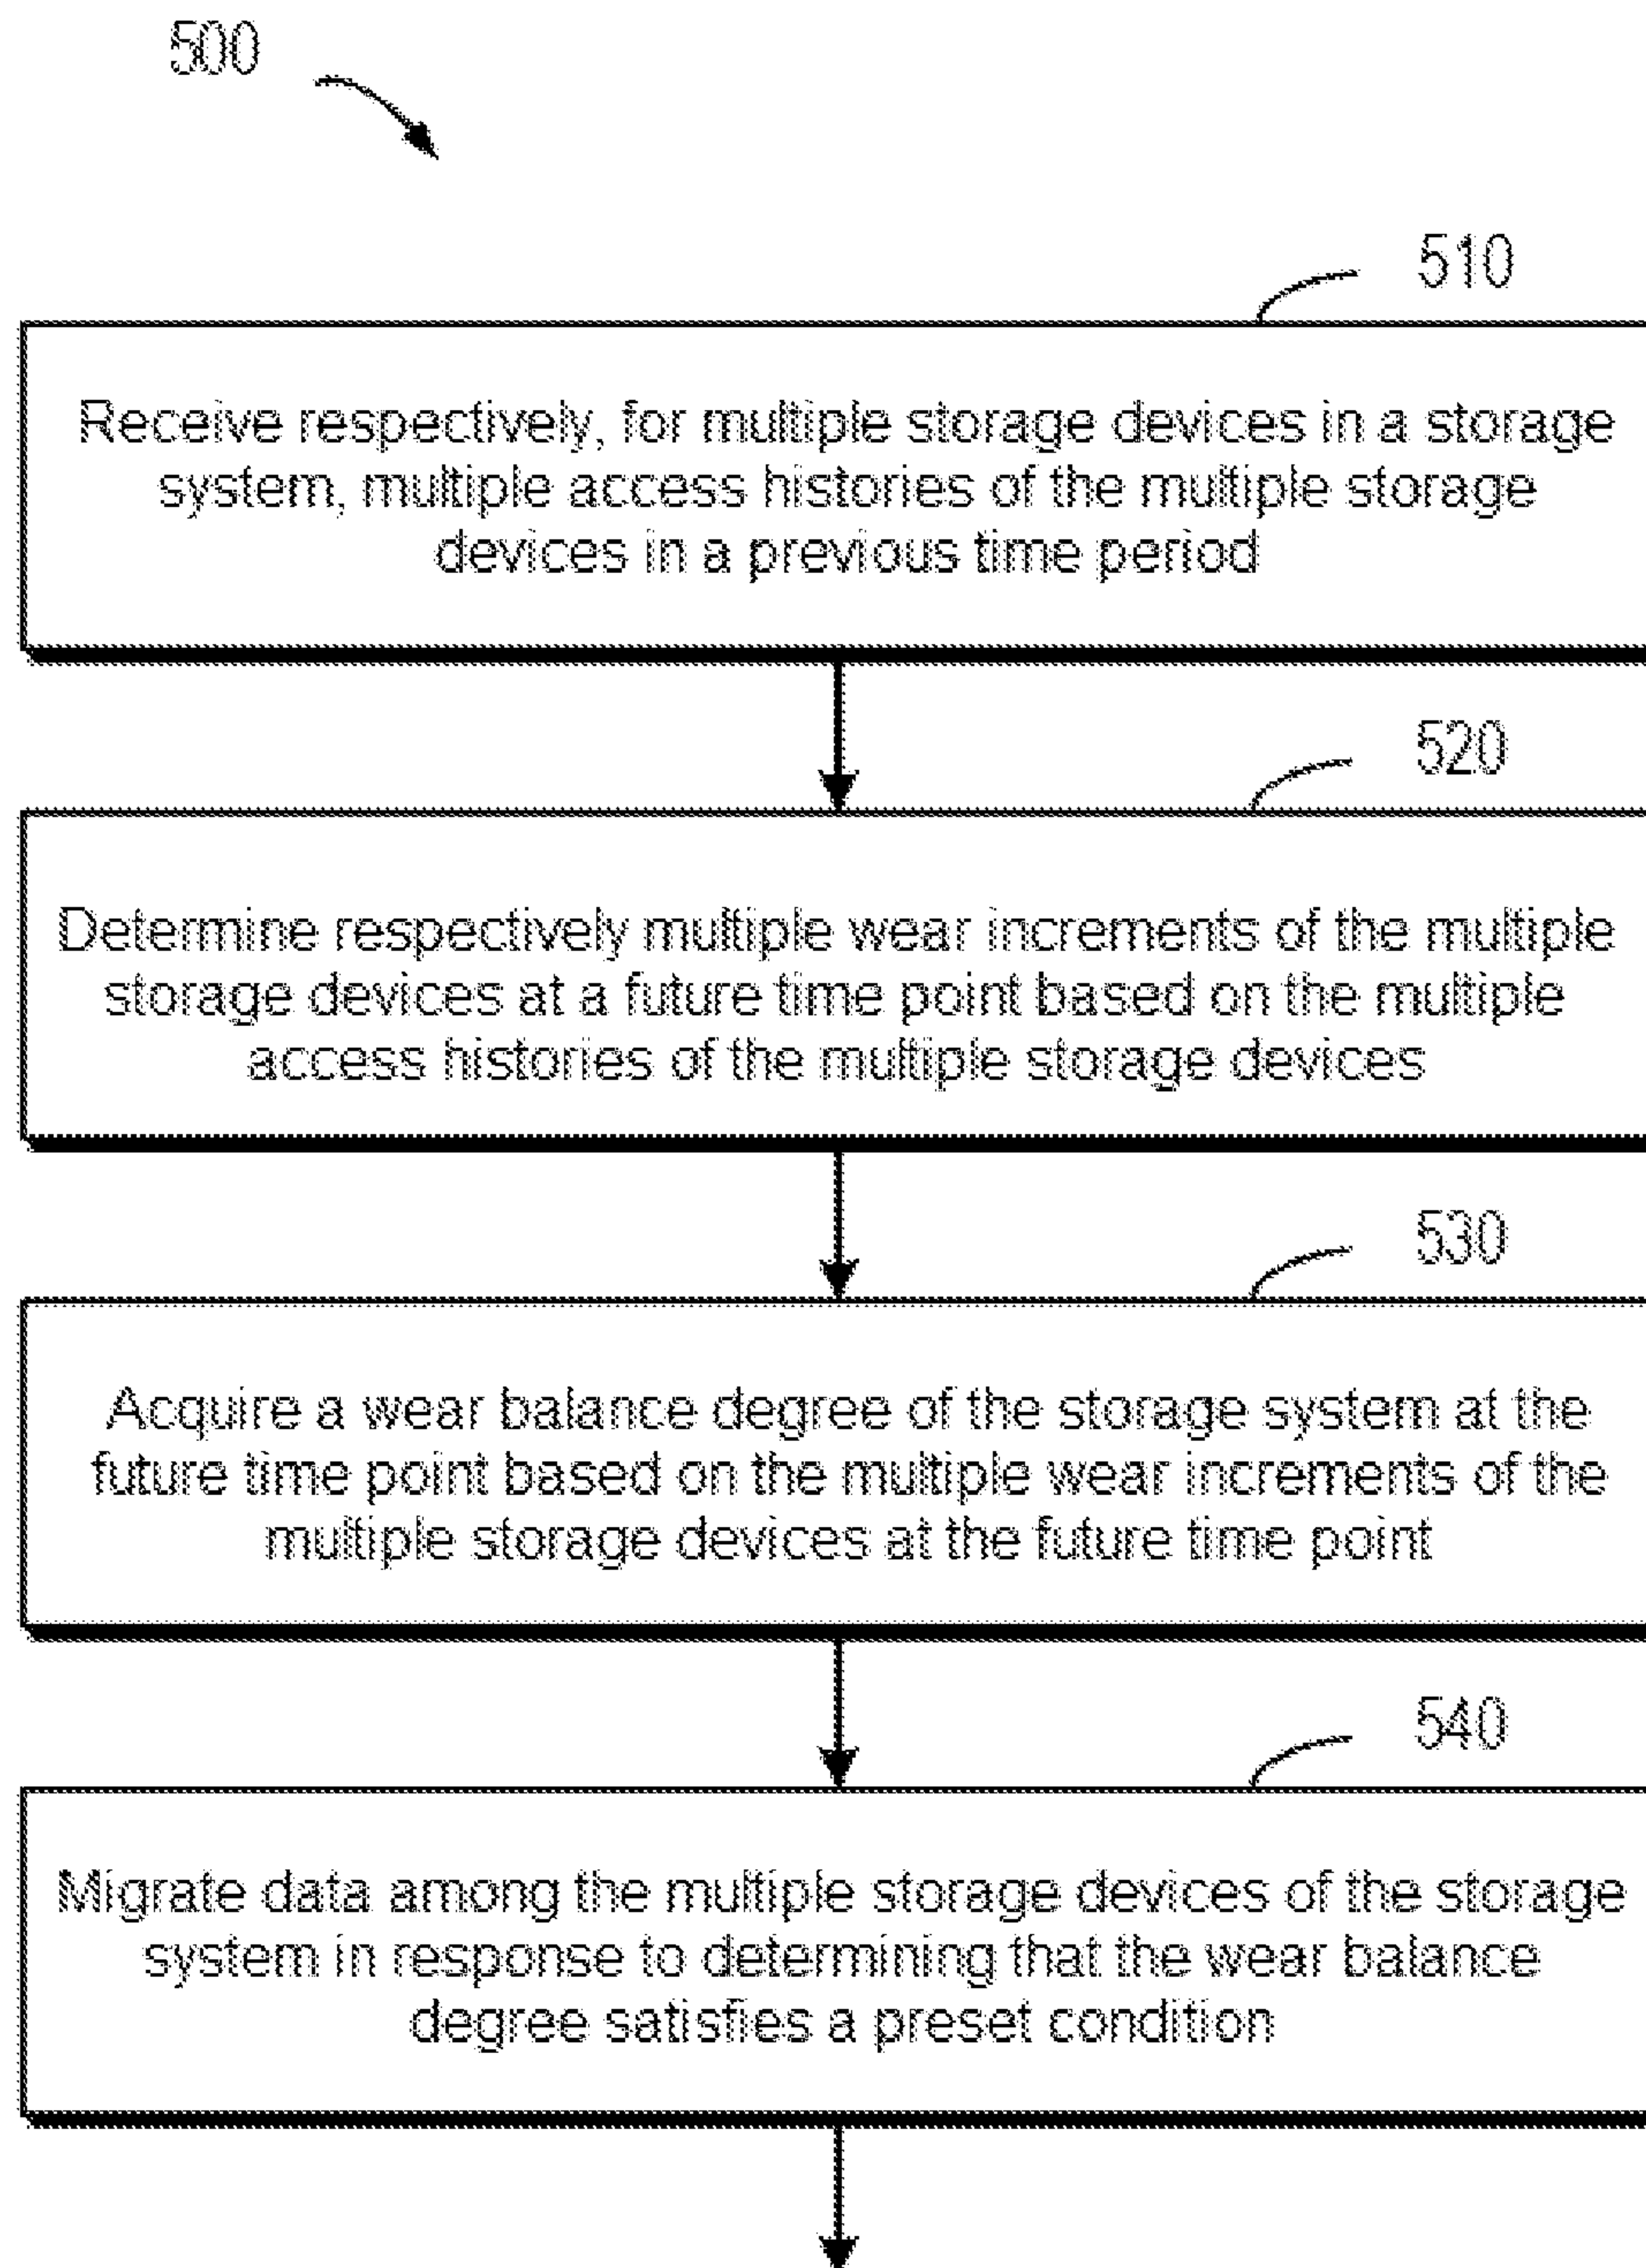 500
510
Receive respectively, for multiple storage devices in a storage
system, multiple access histories of the multiple storage
devices in a previous time period
520
Determine respectively multiple wear increments of the multiple
storage devices at a future time point based on the multiple
access histories of the multiple storage devices
530
Acquire a wear balance degree of the storage system at the
future time point based on the multiple wear increments of the
multiple storage devices at the future time point
540
Migrate data among the multiple storage devices of the storage
system in response to determining that the wear balance
degree satisfies a preset condition